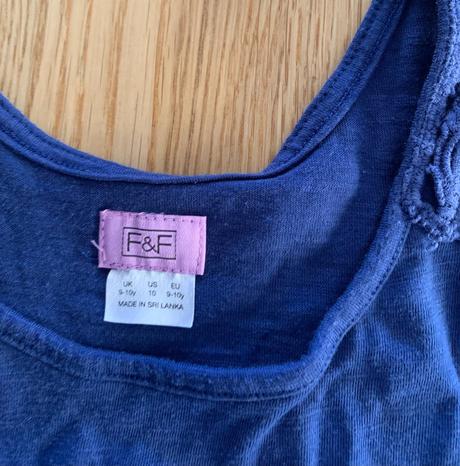 F&F
UK US EU
9-10y 10 9-10y
MADE IN SRI LANKA